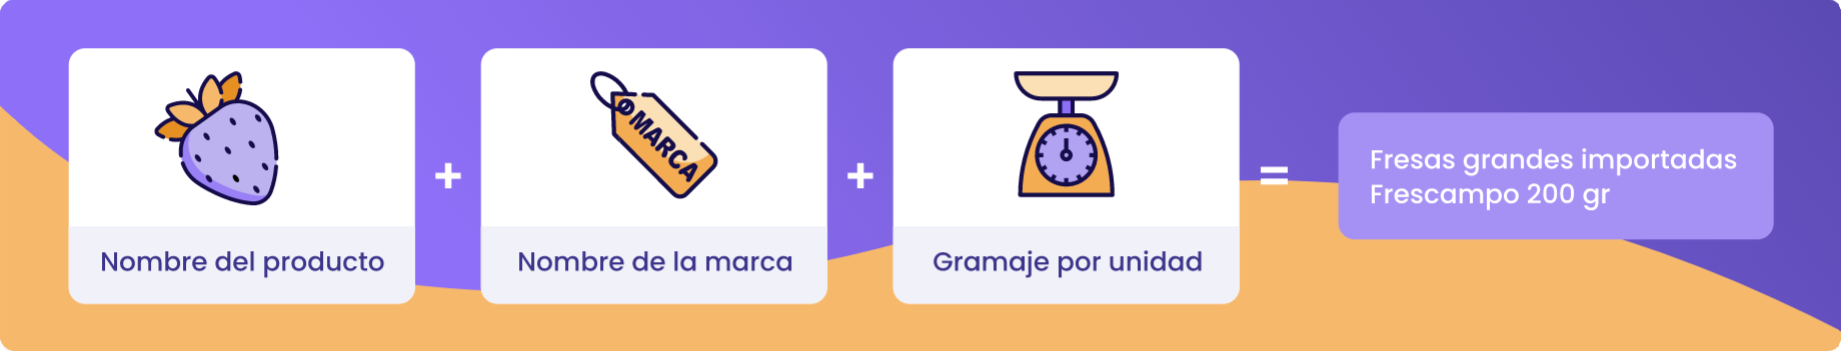 MARCA
Nombre del producto
+
Nombre de la marca
+
Gramaje por unidad
=
Fresas grandes importadas
Frescampo 200 gr